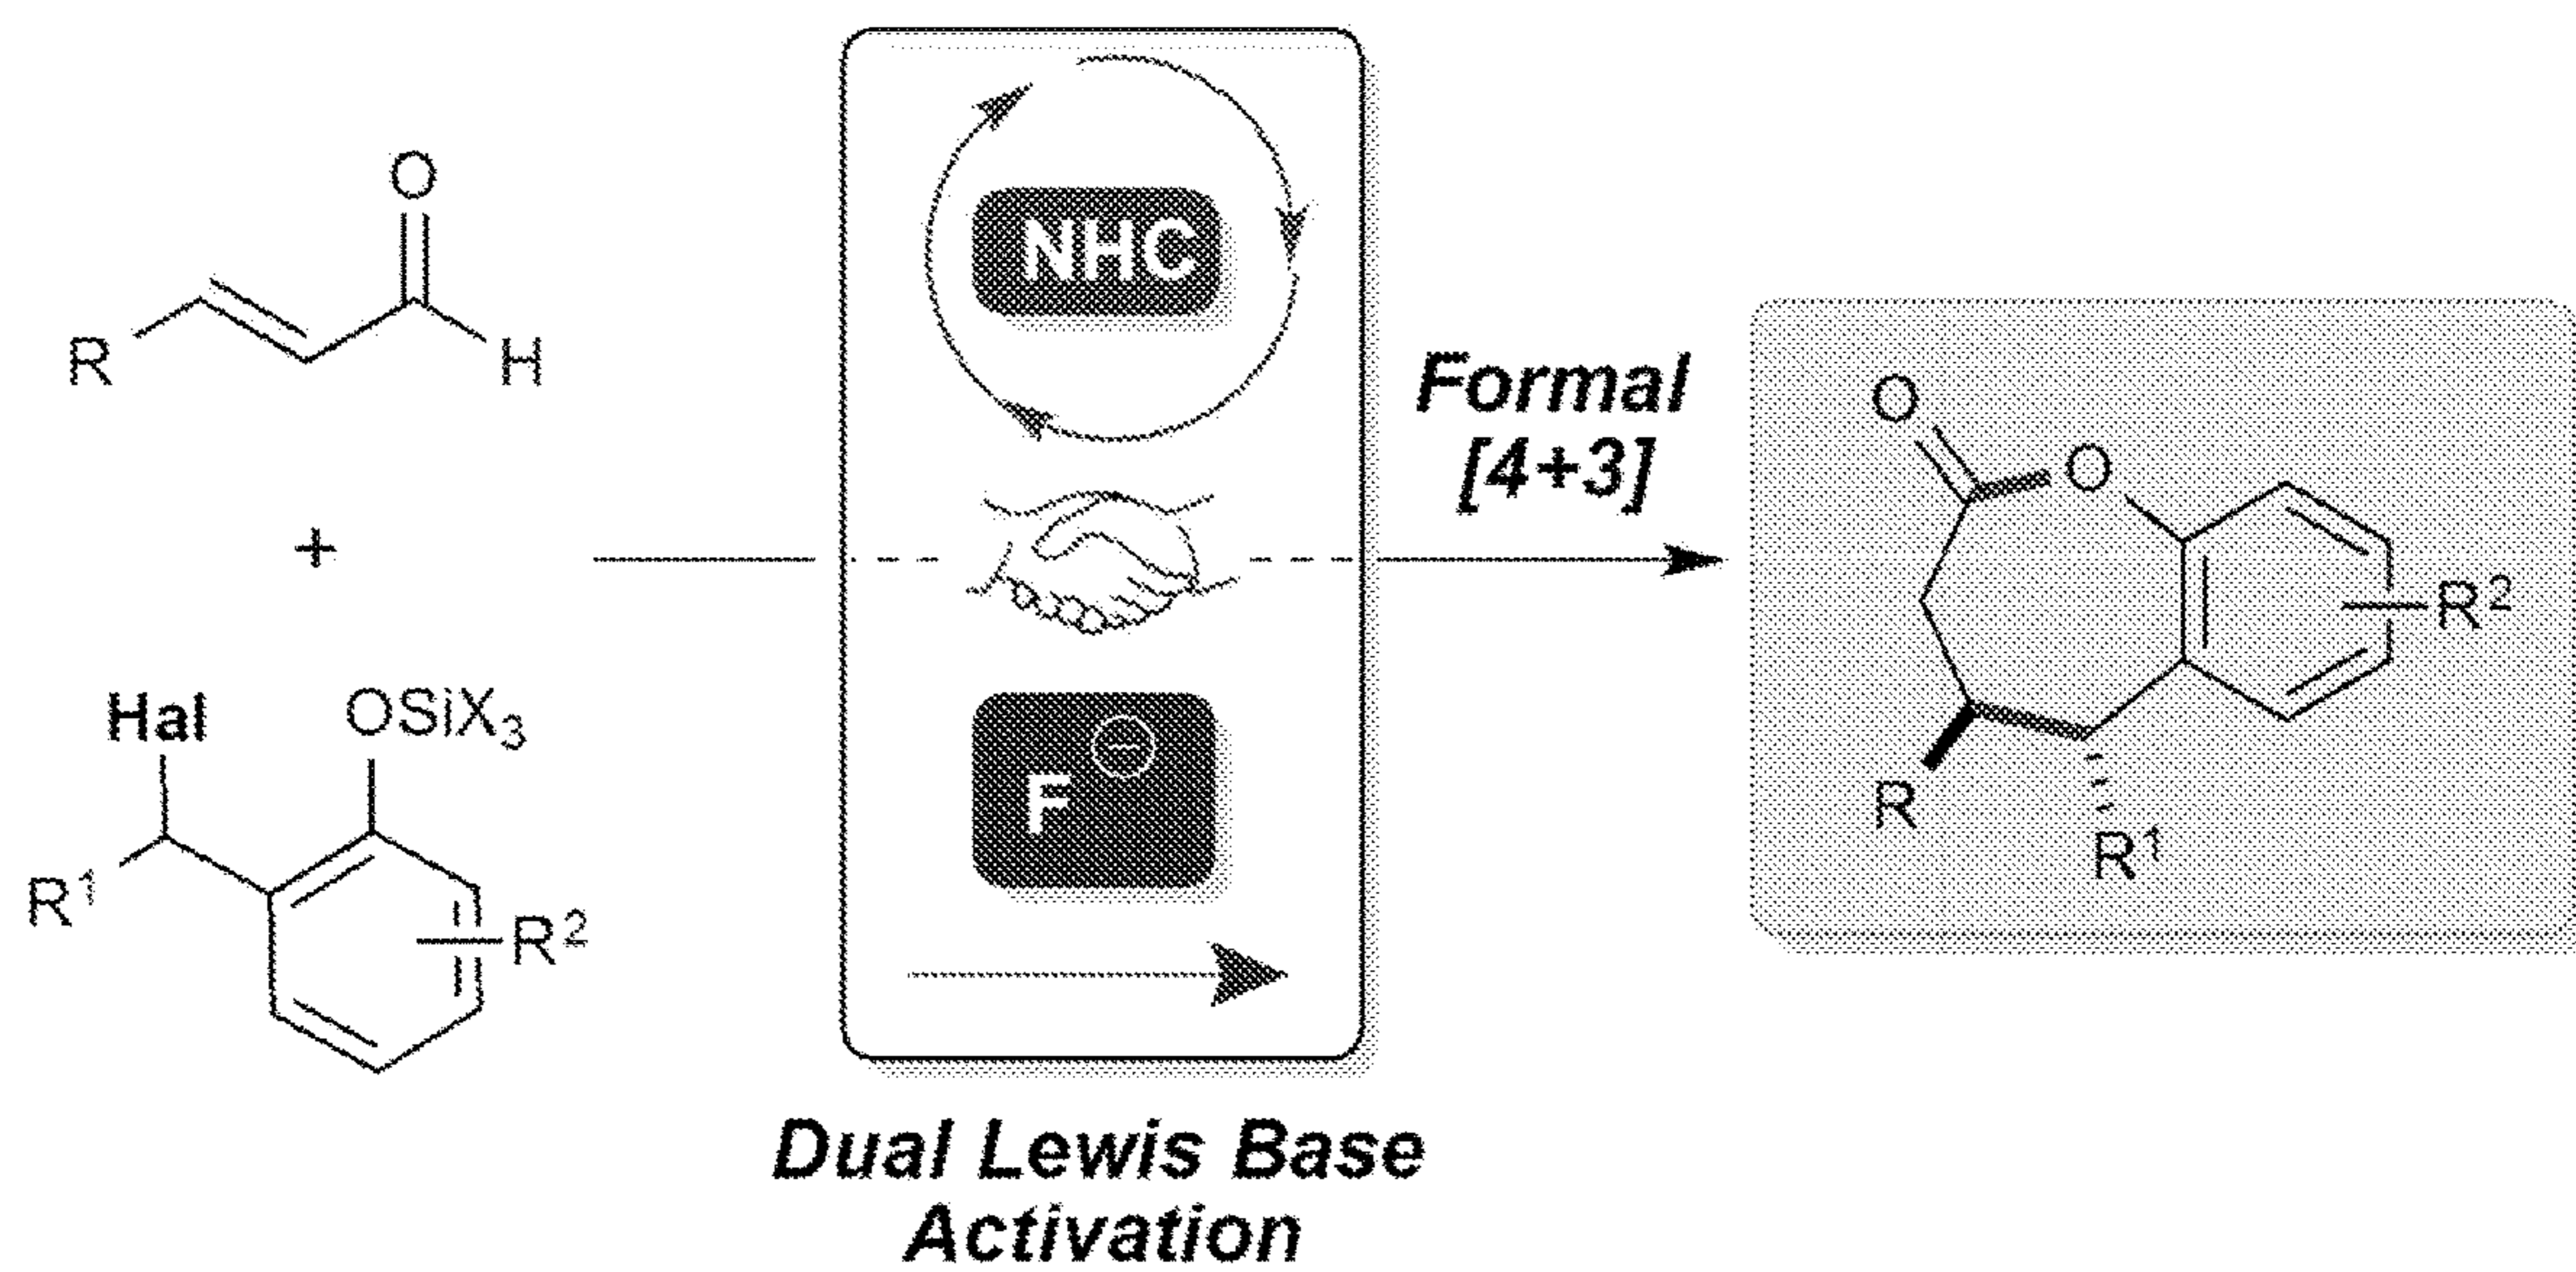 O
R
H
+
Hal
OSiX₃
R¹
R²
NHC
F⊖
Dual Lewis Base
Activation
Formal
[4+3]
O
O
R²
R
R¹